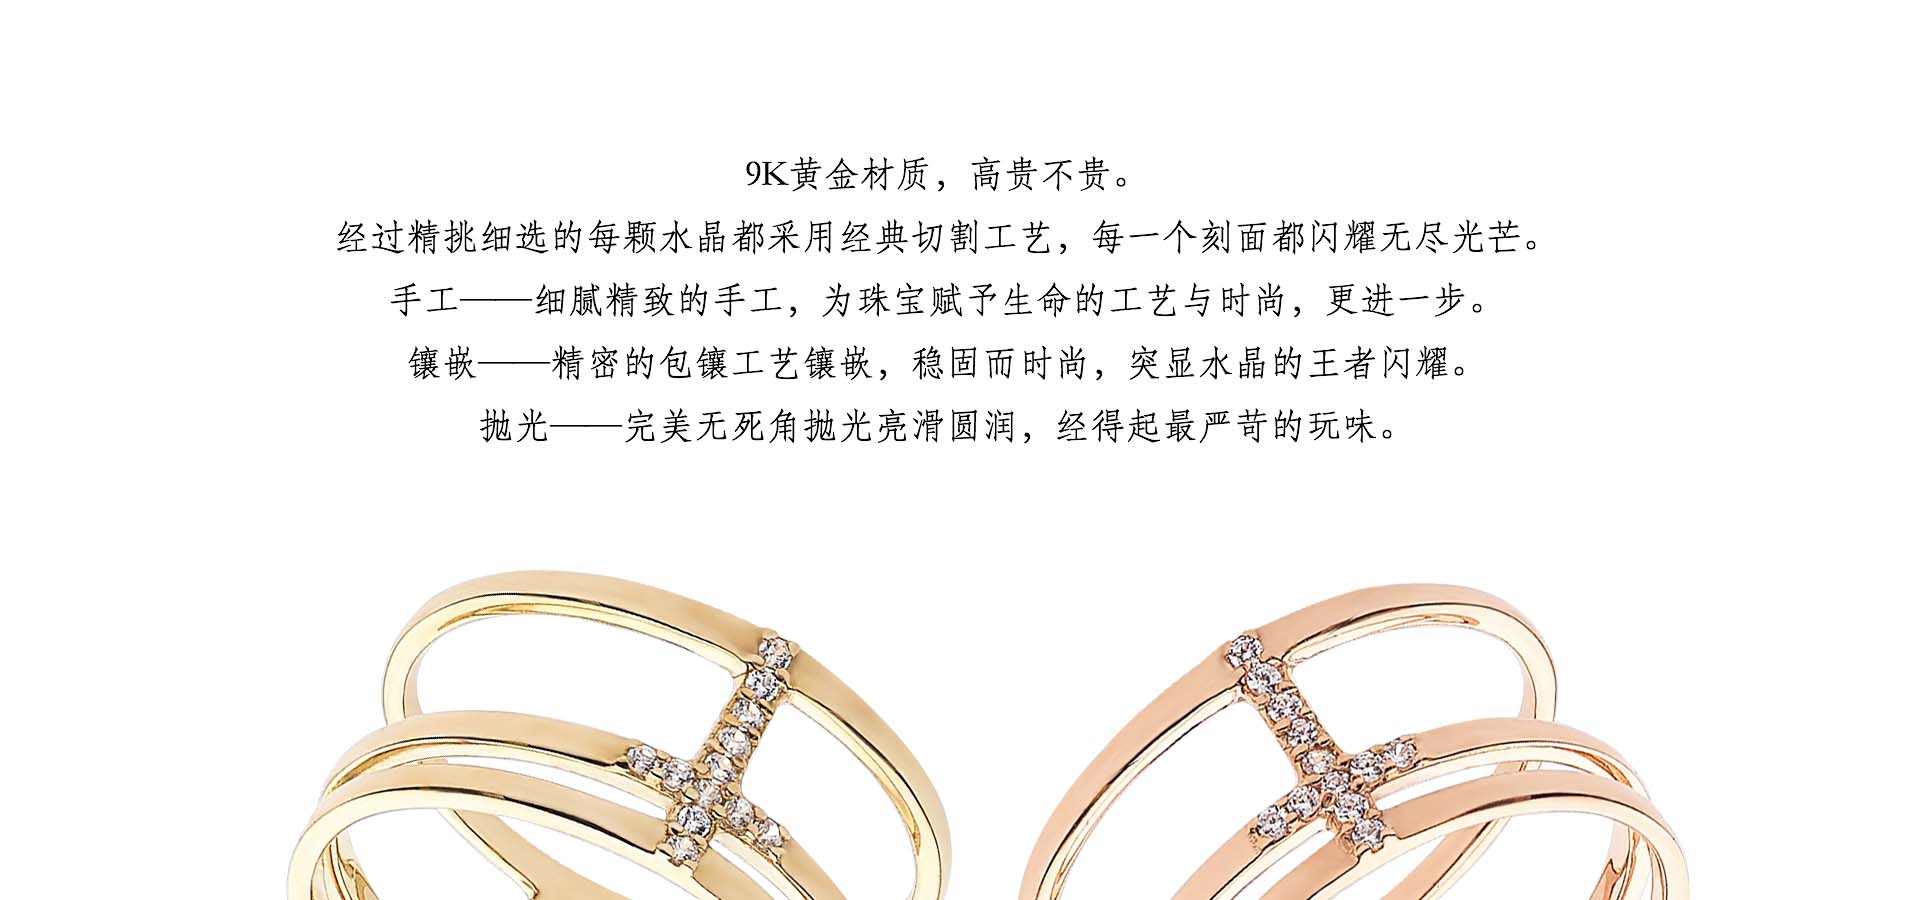 9K黄金材质，高贵不贵。
经过精挑细选的每颗水晶都采用经典切割工艺，每一个刻面都闪耀无尽光芒。
手工——细腻精致的手工，为珠宝赋予生命的工艺与时尚，更进一步。
镶嵌——精密的包镶工艺镶嵌，稳固而时尚，突显水晶的王者闪耀。
抛光——完美无死角抛光亮滑圆润，经得起最严苛的玩味。